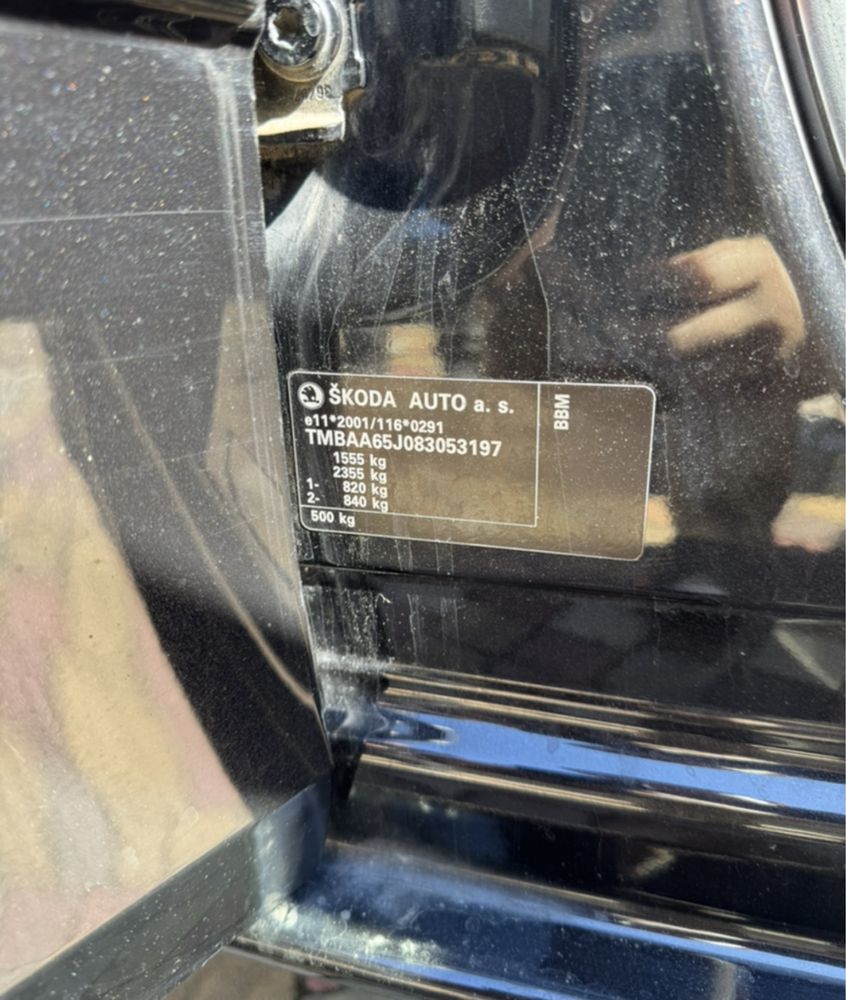 ŠKODA AUTO a. s.
BBM
e11*2001/116*0291
TMBAA65J083053197
1555 kg
2355 kg
1- 820 kg
2- 840 kg
500 kg